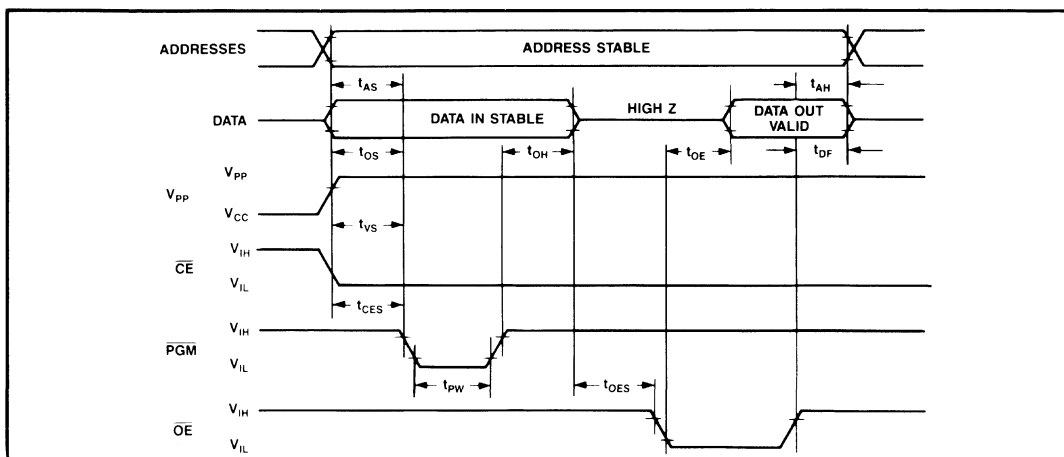 ADDRESSES
ADDRESS STABLE
tAS
tAH
DATA
DATA IN STABLE
HIGH Z
DATA OUT
VALID
tOS
tOH
tOE
tDF
VPP
VPP
VCC
tVS
CE
VIH
VIL
tCES
PGM
VIH
VIL
tPW
tOES
OE
VIH
VIL